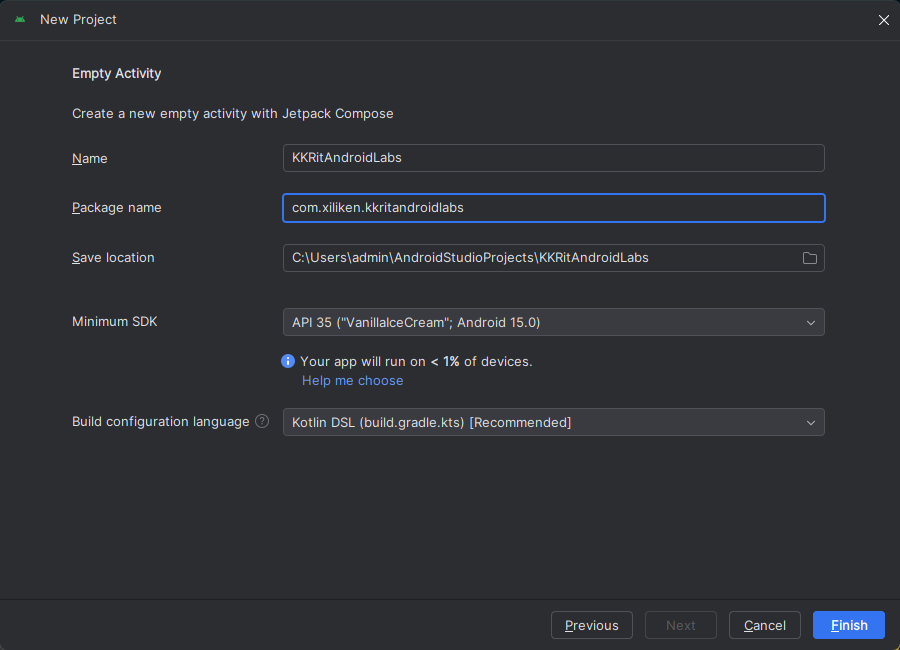 New Project
Empty Activity
Create a new empty activity with Jetpack Compose
Name
KKRitAndroidLabs
Package name
com.xiliken.kkritandroidlabs
Save location
C:\Users\admin\AndroidStudioProjects\KKRitAndroidLabs
Minimum SDK
API 35 ("VanillaIceCream"; Android 15.0)
Your app will run on < 1% of devices.
Help me choose
Build configuration language ?
Kotlin DSL (build.gradle.kts) [Recommended]
Previous
Next
Cancel
Finish